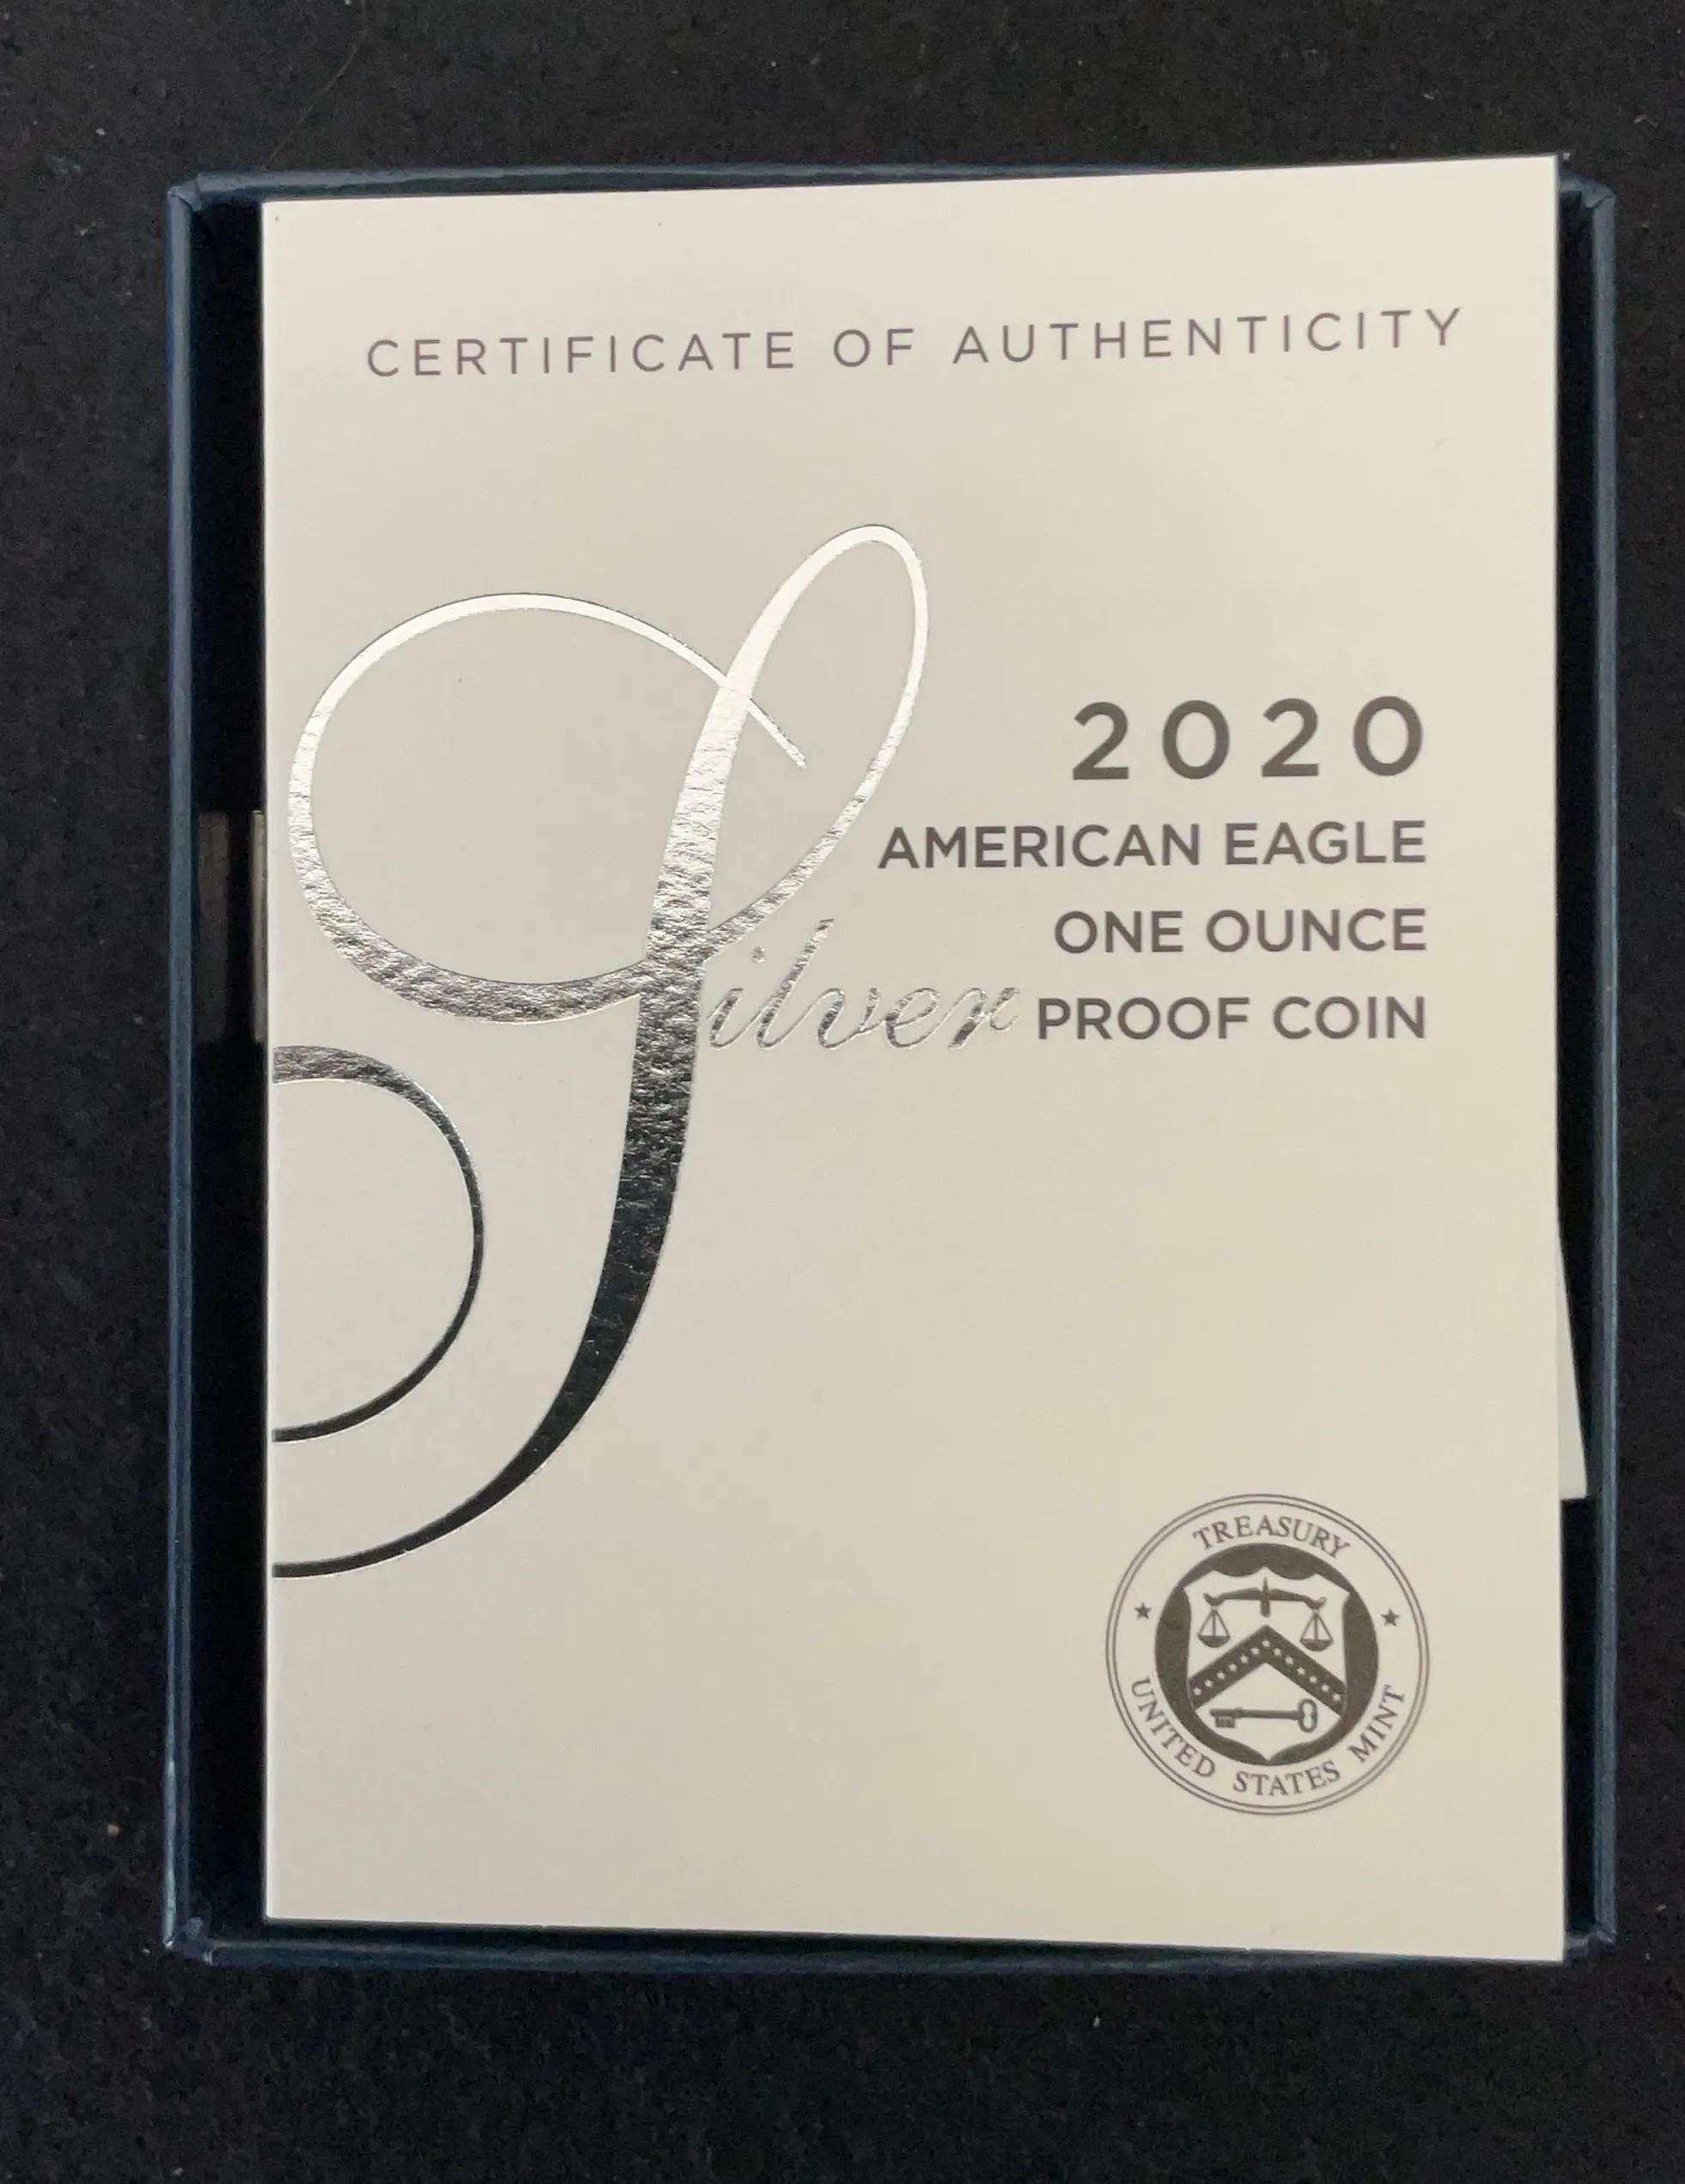 CERTIFICATE OF AUTHENTICITY
2020
AMERICAN EAGLE
ONE OUNCE
Silver PROOF COIN
TREASURY
UNITED STATES MINT